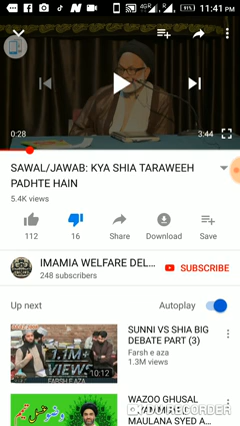 4G R 11:41 PM
0:28 3:44
SAWAL/JAWAB: KYA SHIA TARAWEEH
PADHTE HAIN
5.4K views
112 16 Share Download Save
IMAMIA WELFARE DEL...
248 subscribers
SUBSCRIBE
Up next Autoplay
SUNNI VS SHIA BIG
DEBATE PART (3)
Farsh e aza
1.3M views
1.1M+
VIEWS
10:12
FARSH E AZA
WAZOO GHUSAL
MAULANA SYED A...
RECORDER